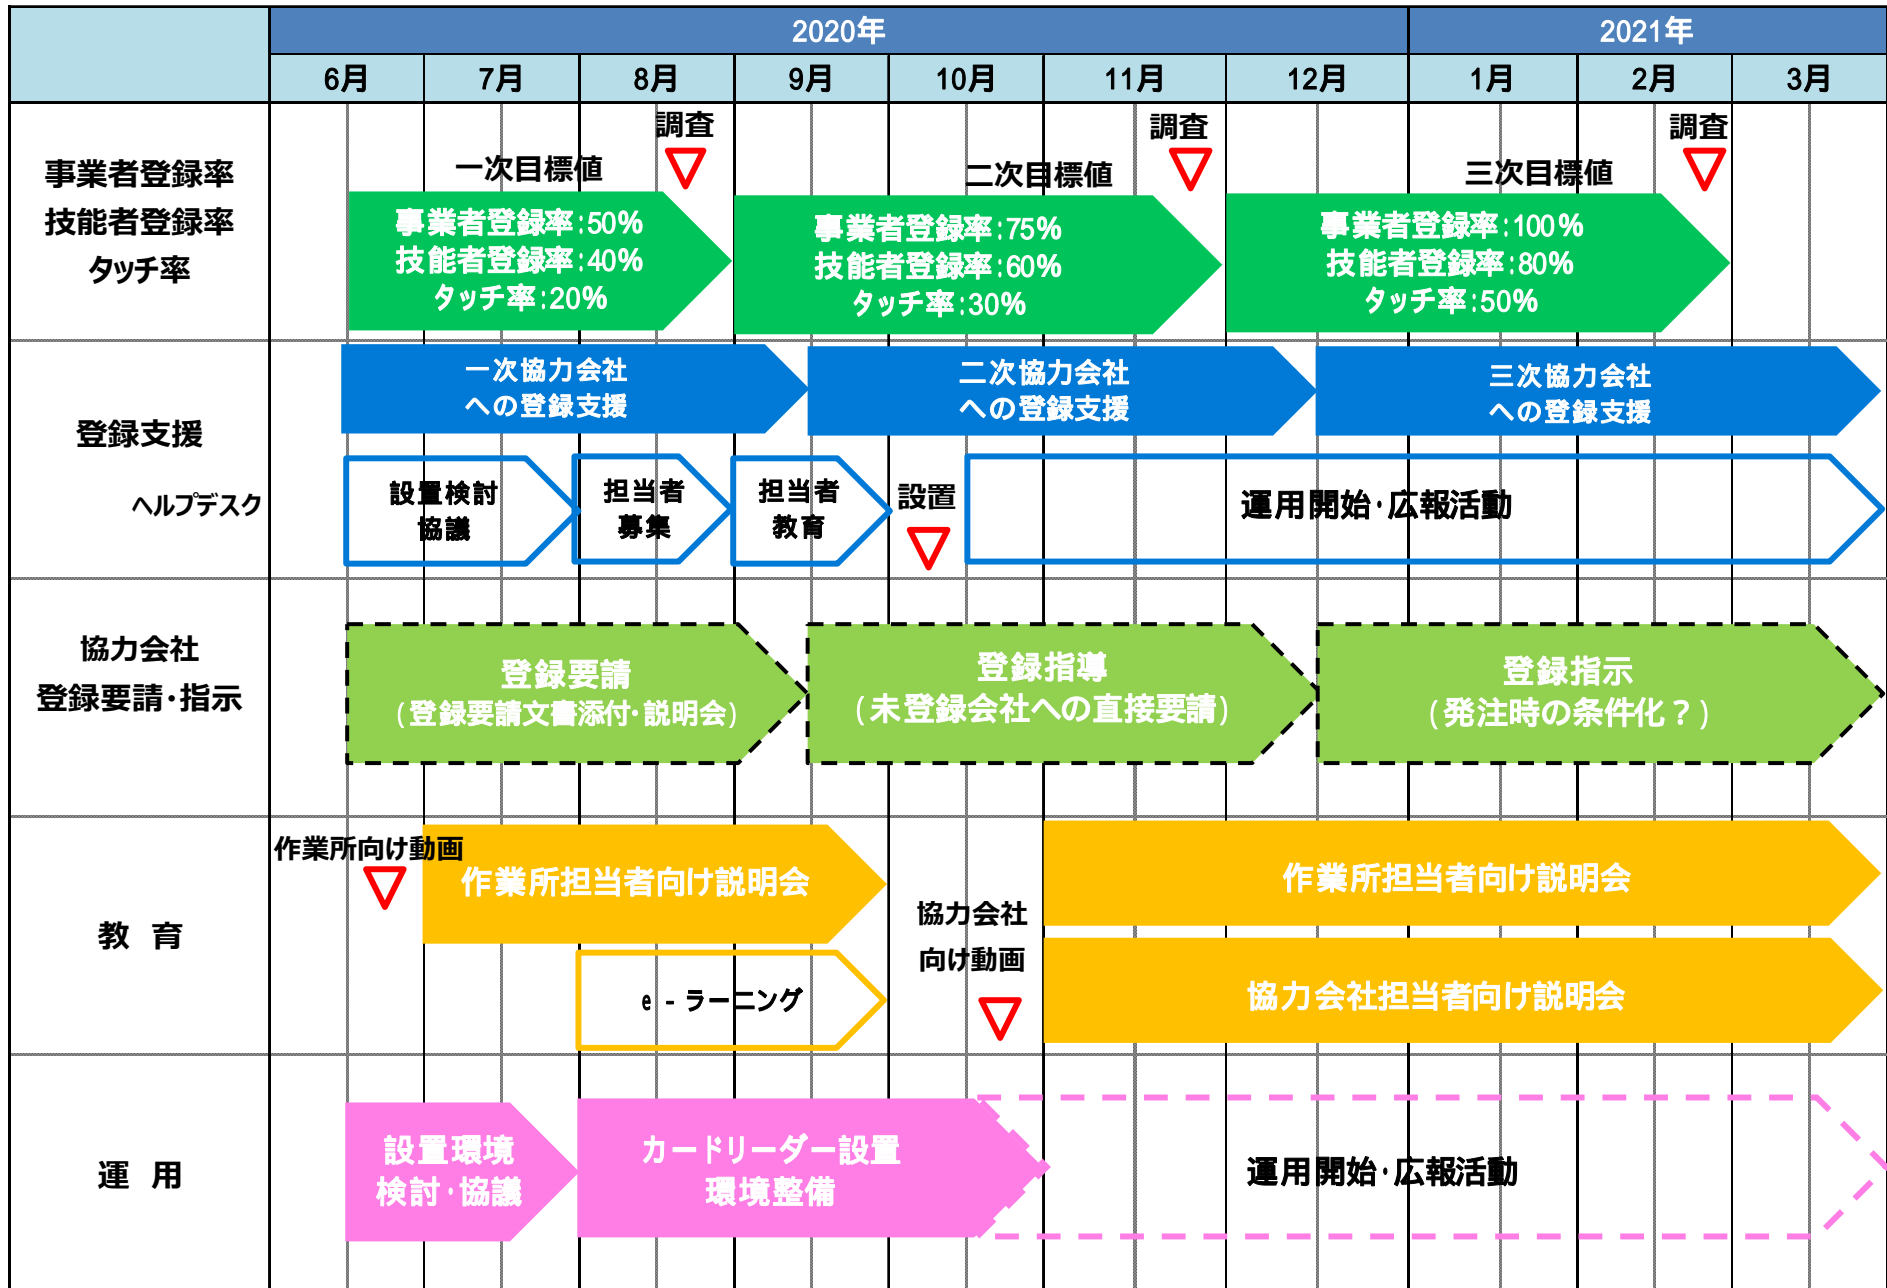 2020年
2021年
6月
7月
8月
9月
10月
11月
12月
1月
2月
3月
事業者登録率
技能者登録率
タッチ率
調査
一次目標値
事業者登録率:50%
技能者登録率:40%
タッチ率:20%
調査
二次目標値
事業者登録率:75%
技能者登録率:60%
タッチ率:30%
調査
三次目標値
事業者登録率:100%
技能者登録率:80%
タッチ率:50%
登録支援
一次協力会社
への登録支援
二次協力会社
への登録支援
三次協力会社
への登録支援
ヘルプデスク
設置検討
協議
担当者
募集
担当者
教育
設置
運用開始・広報活動
協力会社
登録要請・指示
登録要請
(登録要請文書添付・説明会)
登録指導
(未登録会社への直接要請)
登録指示
(発注時の条件化？)
教 育
作業所向け動画
作業所担当者向け説明会
e - ラーニング
協力会社
向け動画
作業所担当者向け説明会
協力会社担当者向け説明会
運 用
設置環境
検討・協議
カードリーダー設置
環境整備
運用開始・広報活動